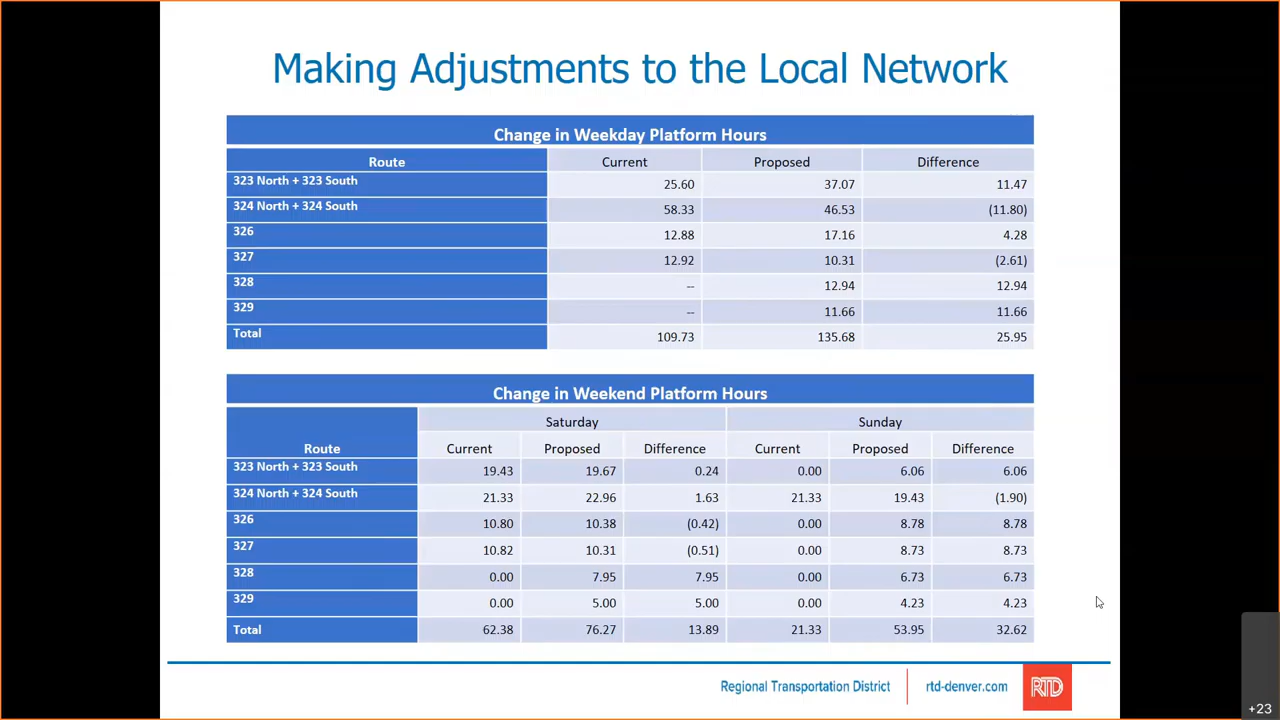 Making Adjustments to the Local Network
Change in Weekday Platform Hours
Route Current Proposed Difference
323 North + 323 South 25.60 37.07 11.47
324 North + 324 South 58.33 46.53 (11.80)
326 12.88 17.16 4.28
327 12.92 10.31 (2.61)
328 -- 12.94 12.94
329 -- 11.66 11.66
Total 109.73 135.68 25.95
Change in Weekend Platform Hours
Saturday Sunday
Route Current Proposed Difference Current Proposed Difference
323 North + 323 South 19.43 19.67 0.24 0.00 6.06 6.06
324 North + 324 South 21.33 22.96 1.63 21.33 19.43 (1.90)
326 10.80 10.38 (0.42) 0.00 8.78 8.78
327 10.82 10.31 (0.51) 0.00 8.73 8.73
328 0.00 7.95 7.95 0.00 6.73 6.73
329 0.00 5.00 5.00 0.00 4.23 4.23
Total 62.38 76.27 13.89 21.33 53.95 32.62
Regional Transportation District rtd-denver.com RTD
+23